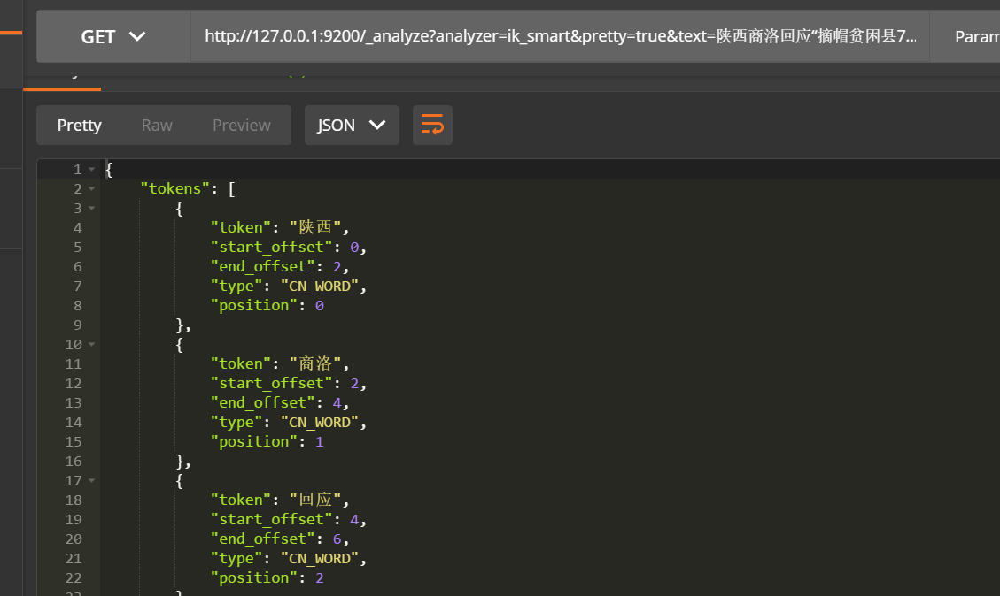 GET http://127.0.0.1:9200/_analyze?analyzer=ik_smart&pretty=true&text=陕西商洛回应“摘帽贫困县7... Param
Pretty Raw Preview JSON
1 {
2 "tokens": [
3 {
4 "token": "陕西",
5 "start_offset": 0,
6 "end_offset": 2,
7 "type": "CN_WORD",
8 "position": 0
9 },
10 {
11 "token": "商洛",
12 "start_offset": 2,
13 "end_offset": 4,
14 "type": "CN_WORD",
15 "position": 1
16 },
17 {
18 "token": "回应",
19 "start_offset": 4,
20 "end_offset": 6,
21 "type": "CN_WORD",
22 "position": 2